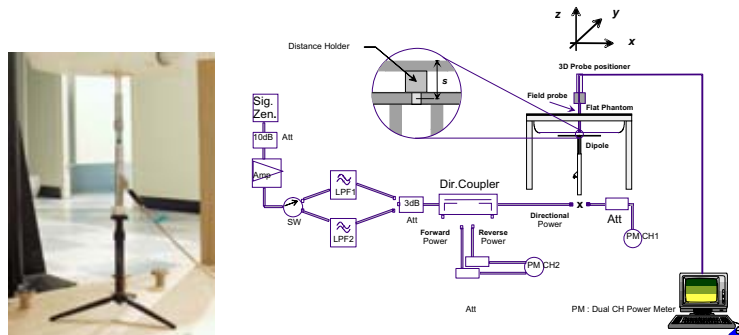 z
y
x
Distance Holder
s
3D Probe positioner
Field probe
Flat Phantom
Sig.
Zen.
10dB
Att
Amp
Dipole
LPF1
Dir.Coupler
SW
3dB
Att
LPF2
Forward
Power
Reverse
Power
Directional
Power
x
Att
PM CH1
PM CH2
Att
PM : Dual CH Power Meter